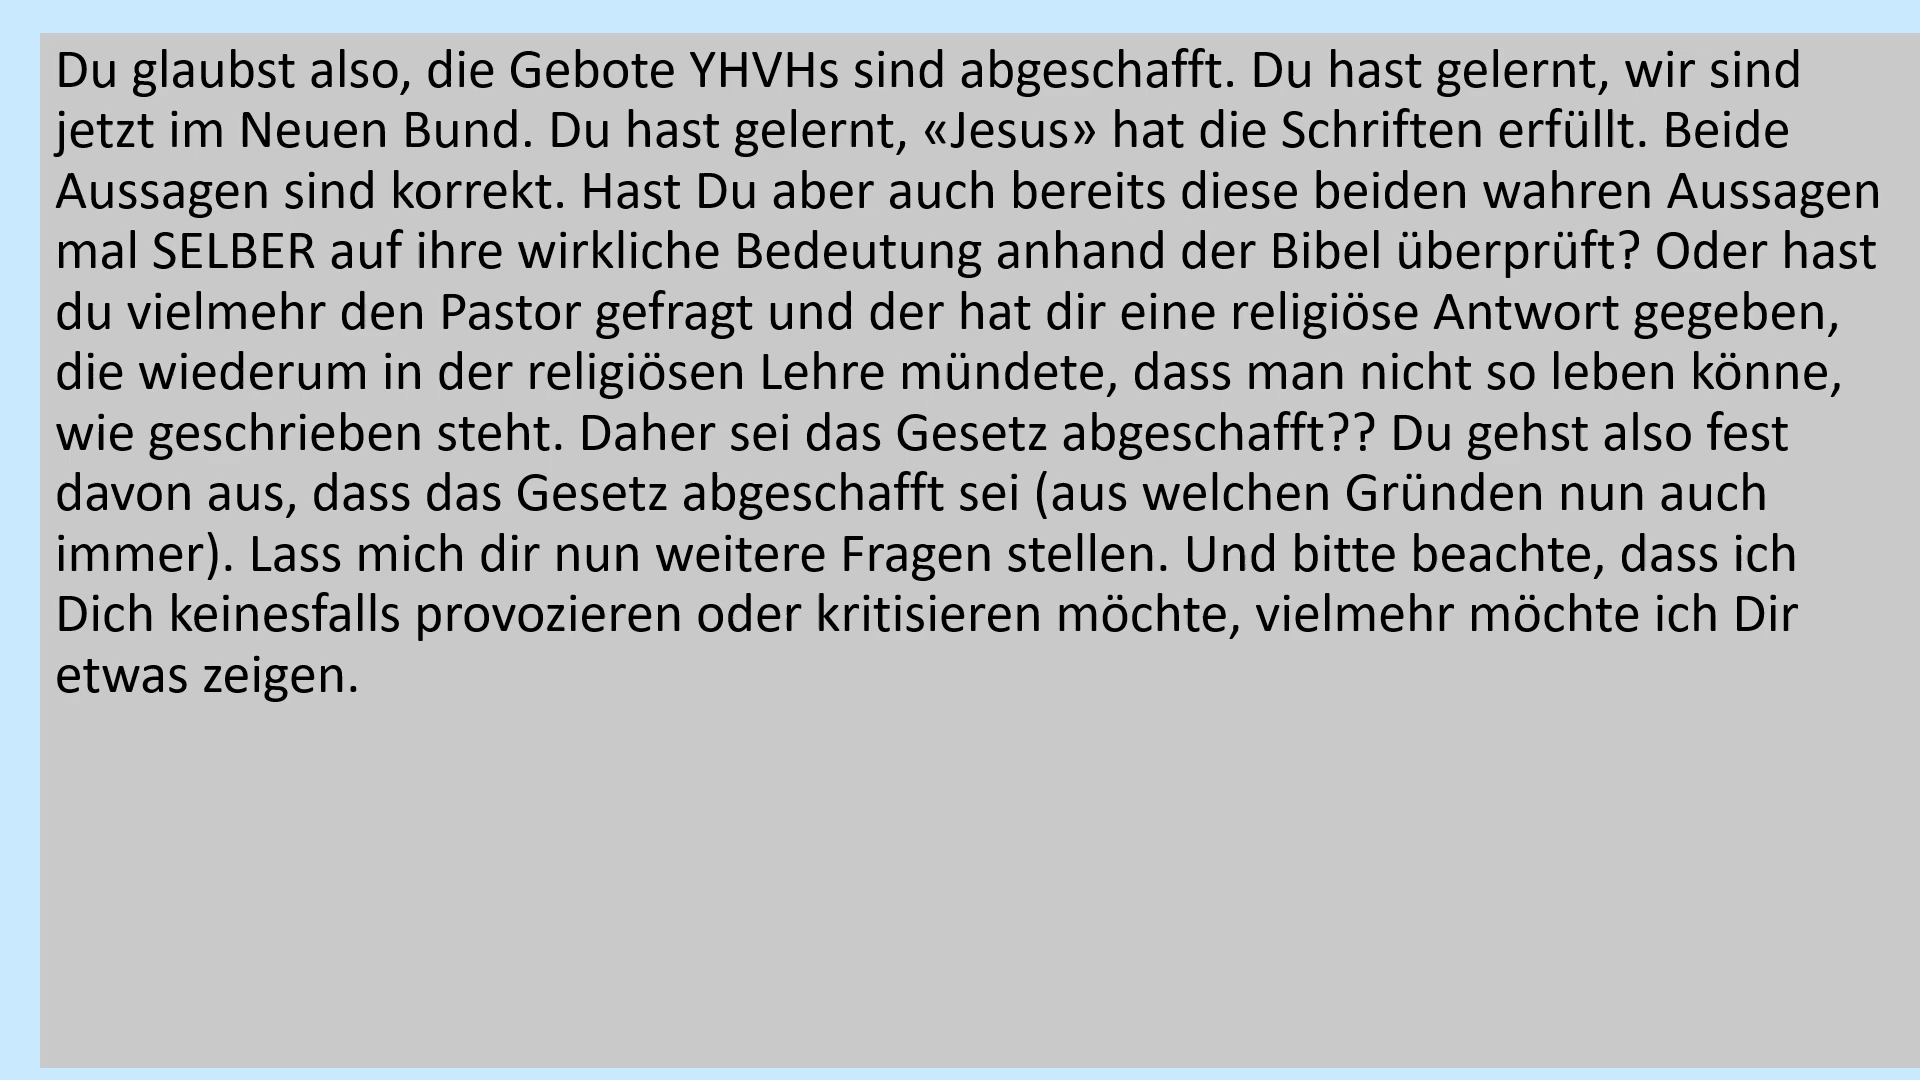 Du glaubst also, die Gebote YHVHs sind abgeschafft. Du hast gelernt, wir sind
jetzt im Neuen Bund. Du hast gelernt, «Jesus» hat die Schriften erfüllt. Beide
Aussagen sind korrekt. Hast Du aber auch bereits diese beiden wahren Aussagen
mal SELBER auf ihre wirkliche Bedeutung anhand der Bibel überprüft? Oder hast
du vielmehr den Pastor gefragt und der hat dir eine religiöse Antwort gegeben,
die wiederum in der religiösen Lehre mündete, dass man nicht so leben könne,
wie geschrieben steht. Daher sei das Gesetz abgeschafft?? Du gehst also fest
davon aus, dass das Gesetz abgeschafft sei (aus welchen Gründen nun auch
immer). Lass mich dir nun weitere Fragen stellen. Und bitte beachte, dass ich
Dich keinesfalls provozieren oder kritisieren möchte, vielmehr möchte ich Dir
etwas zeigen.